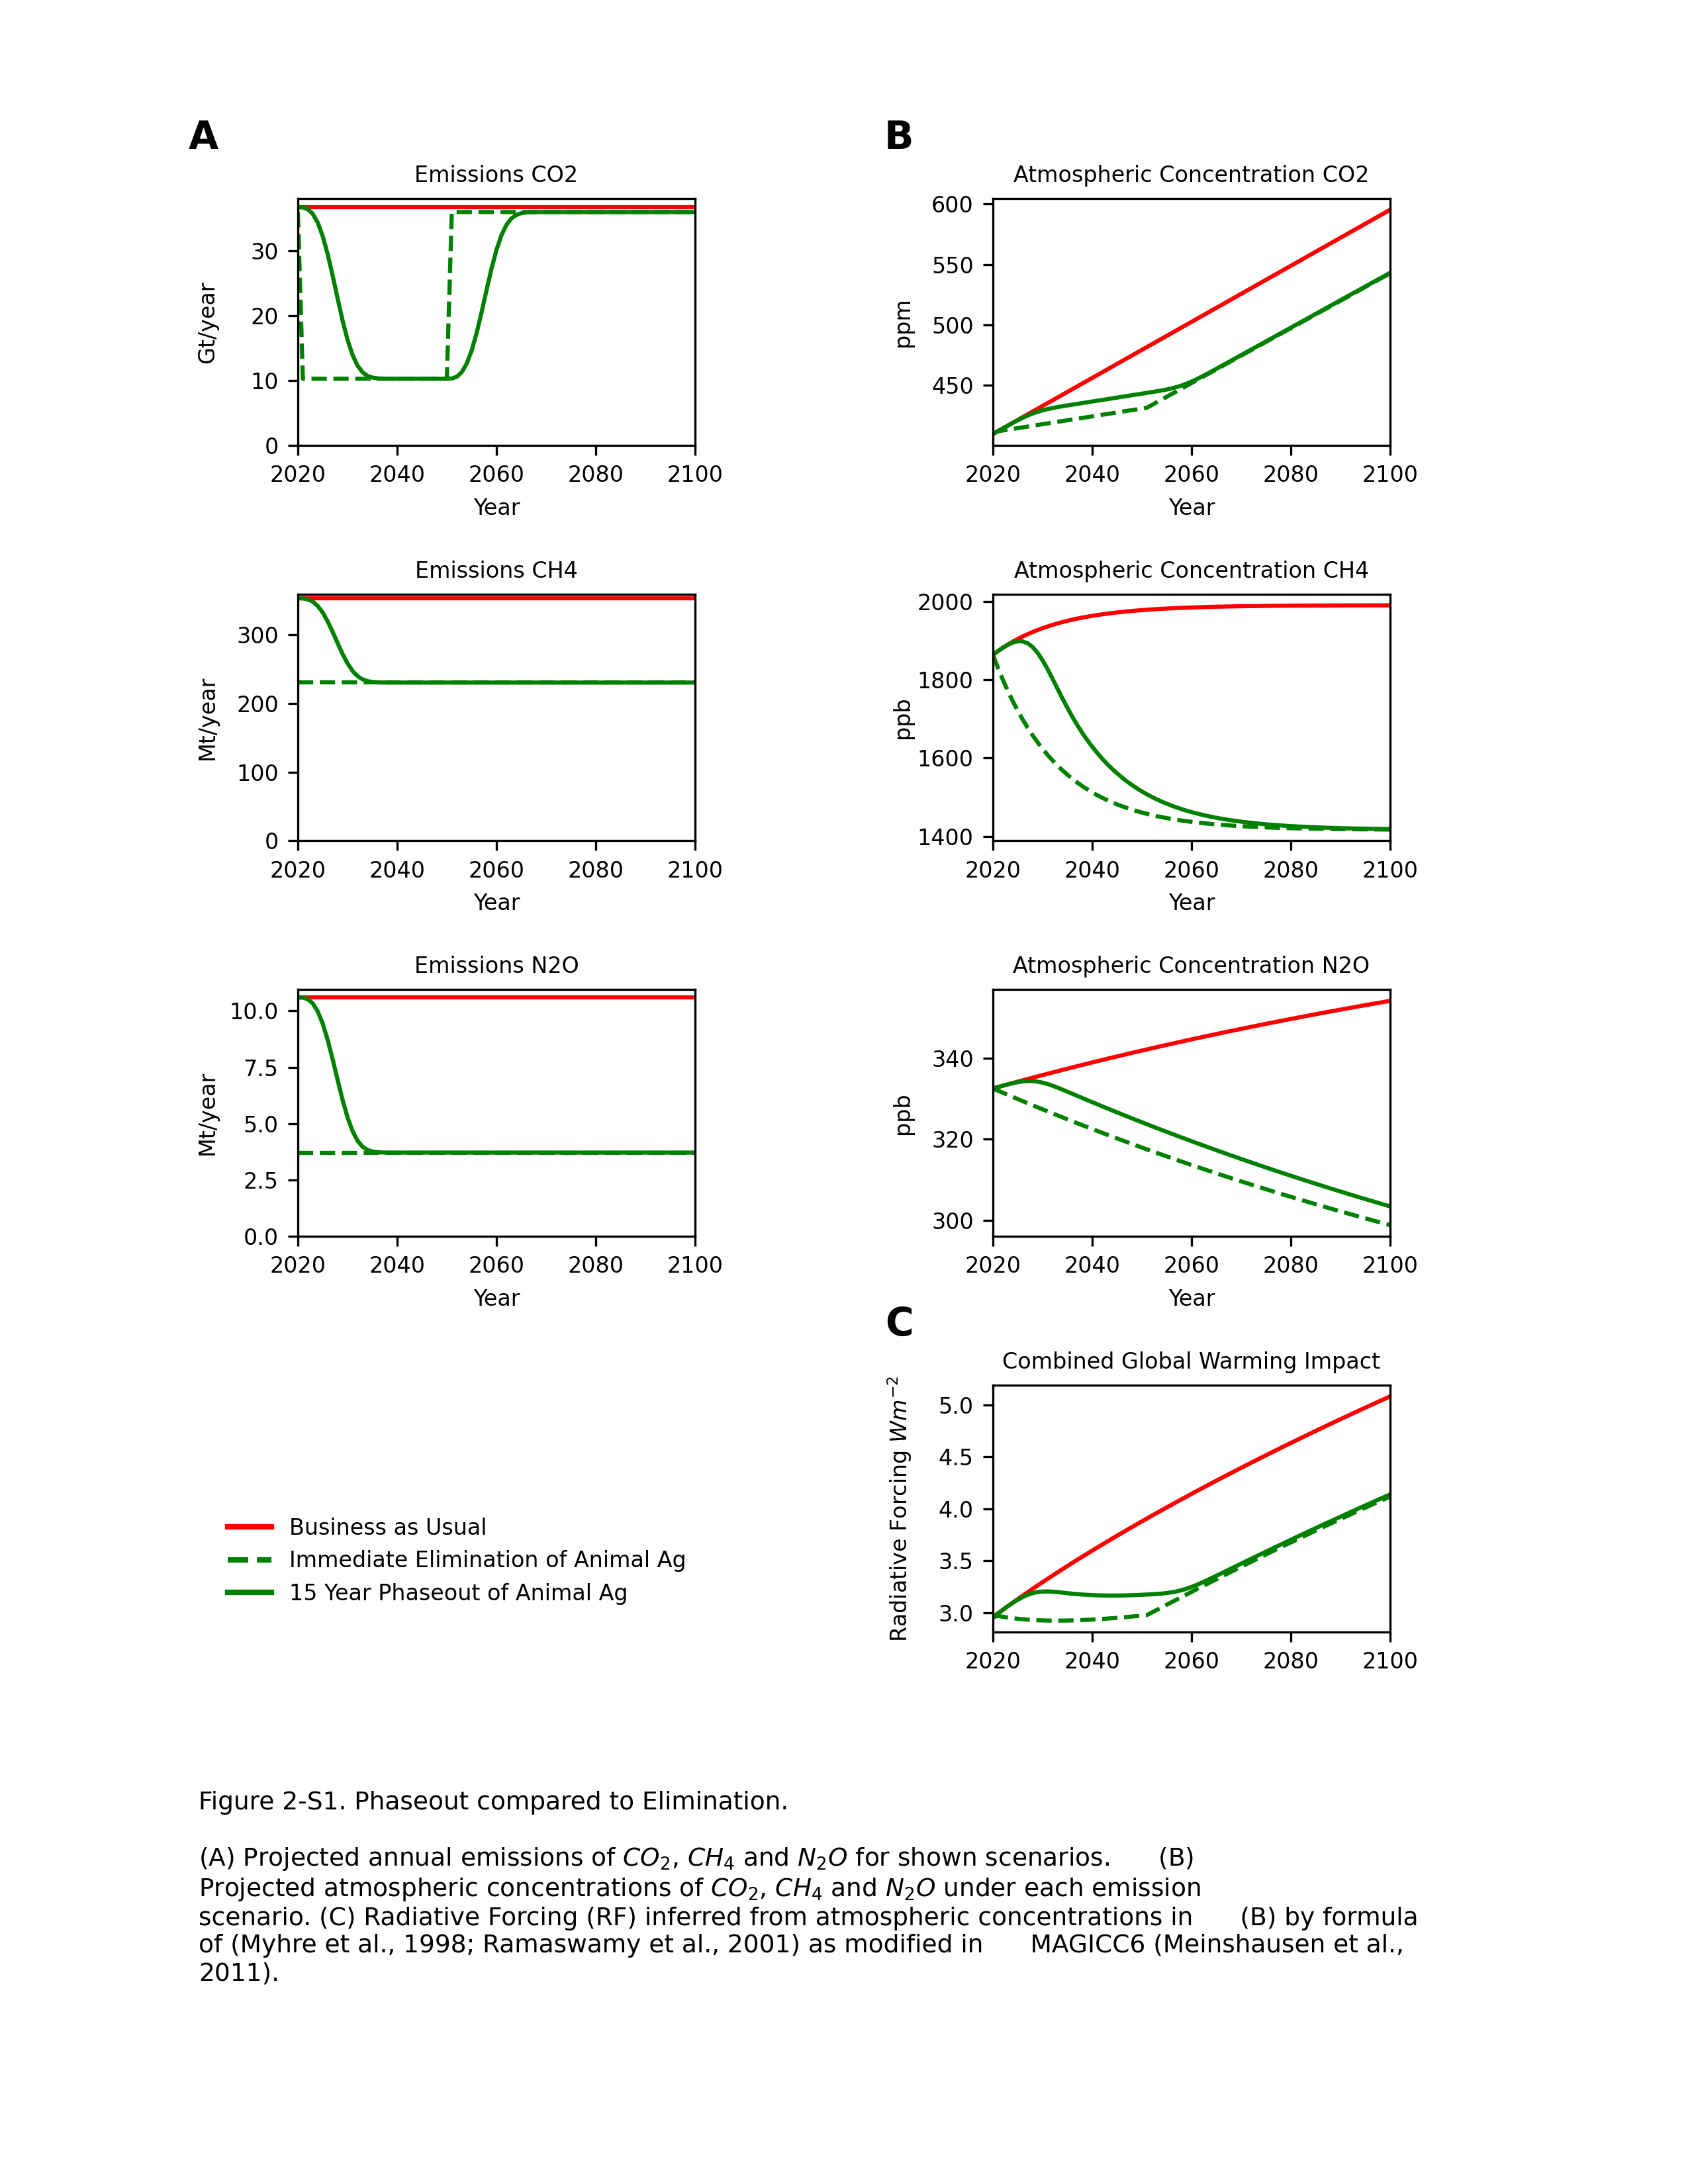 A
Emissions CO2
30
20
10
0
Gt/year
2020 2040 2060 2080 2100
Year
Emissions CH4
300
200
100
0
Mt/year
2020 2040 2060 2080 2100
Year
Emissions N2O
10.0
7.5
5.0
2.5
0.0
Mt/year
2020 2040 2060 2080 2100
Year
B
Atmospheric Concentration CO2
600
550
500
450
ppm
2020 2040 2060 2080 2100
Year
Atmospheric Concentration CH4
2000
1800
1600
1400
ppb
2020 2040 2060 2080 2100
Year
Atmospheric Concentration N2O
340
320
300
ppb
2020 2040 2060 2080 2100
Year
C
Combined Global Warming Impact
5.0
4.5
4.0
3.5
3.0
Radiative Forcing Wm⁻²
2020 2040 2060 2080 2100
Business as Usual
Immediate Elimination of Animal Ag
15 Year Phaseout of Animal Ag
Figure 2-S1. Phaseout compared to Elimination.
(A) Projected annual emissions of CO₂, CH₄ and N₂O for shown scenarios. (B)
Projected atmospheric concentrations of CO₂, CH₄ and N₂O under each emission
scenario. (C) Radiative Forcing (RF) inferred from atmospheric concentrations in (B) by formula
of (Myhre et al., 1998; Ramaswamy et al., 2001) as modified in MAGICC6 (Meinshausen et al.,
2011).